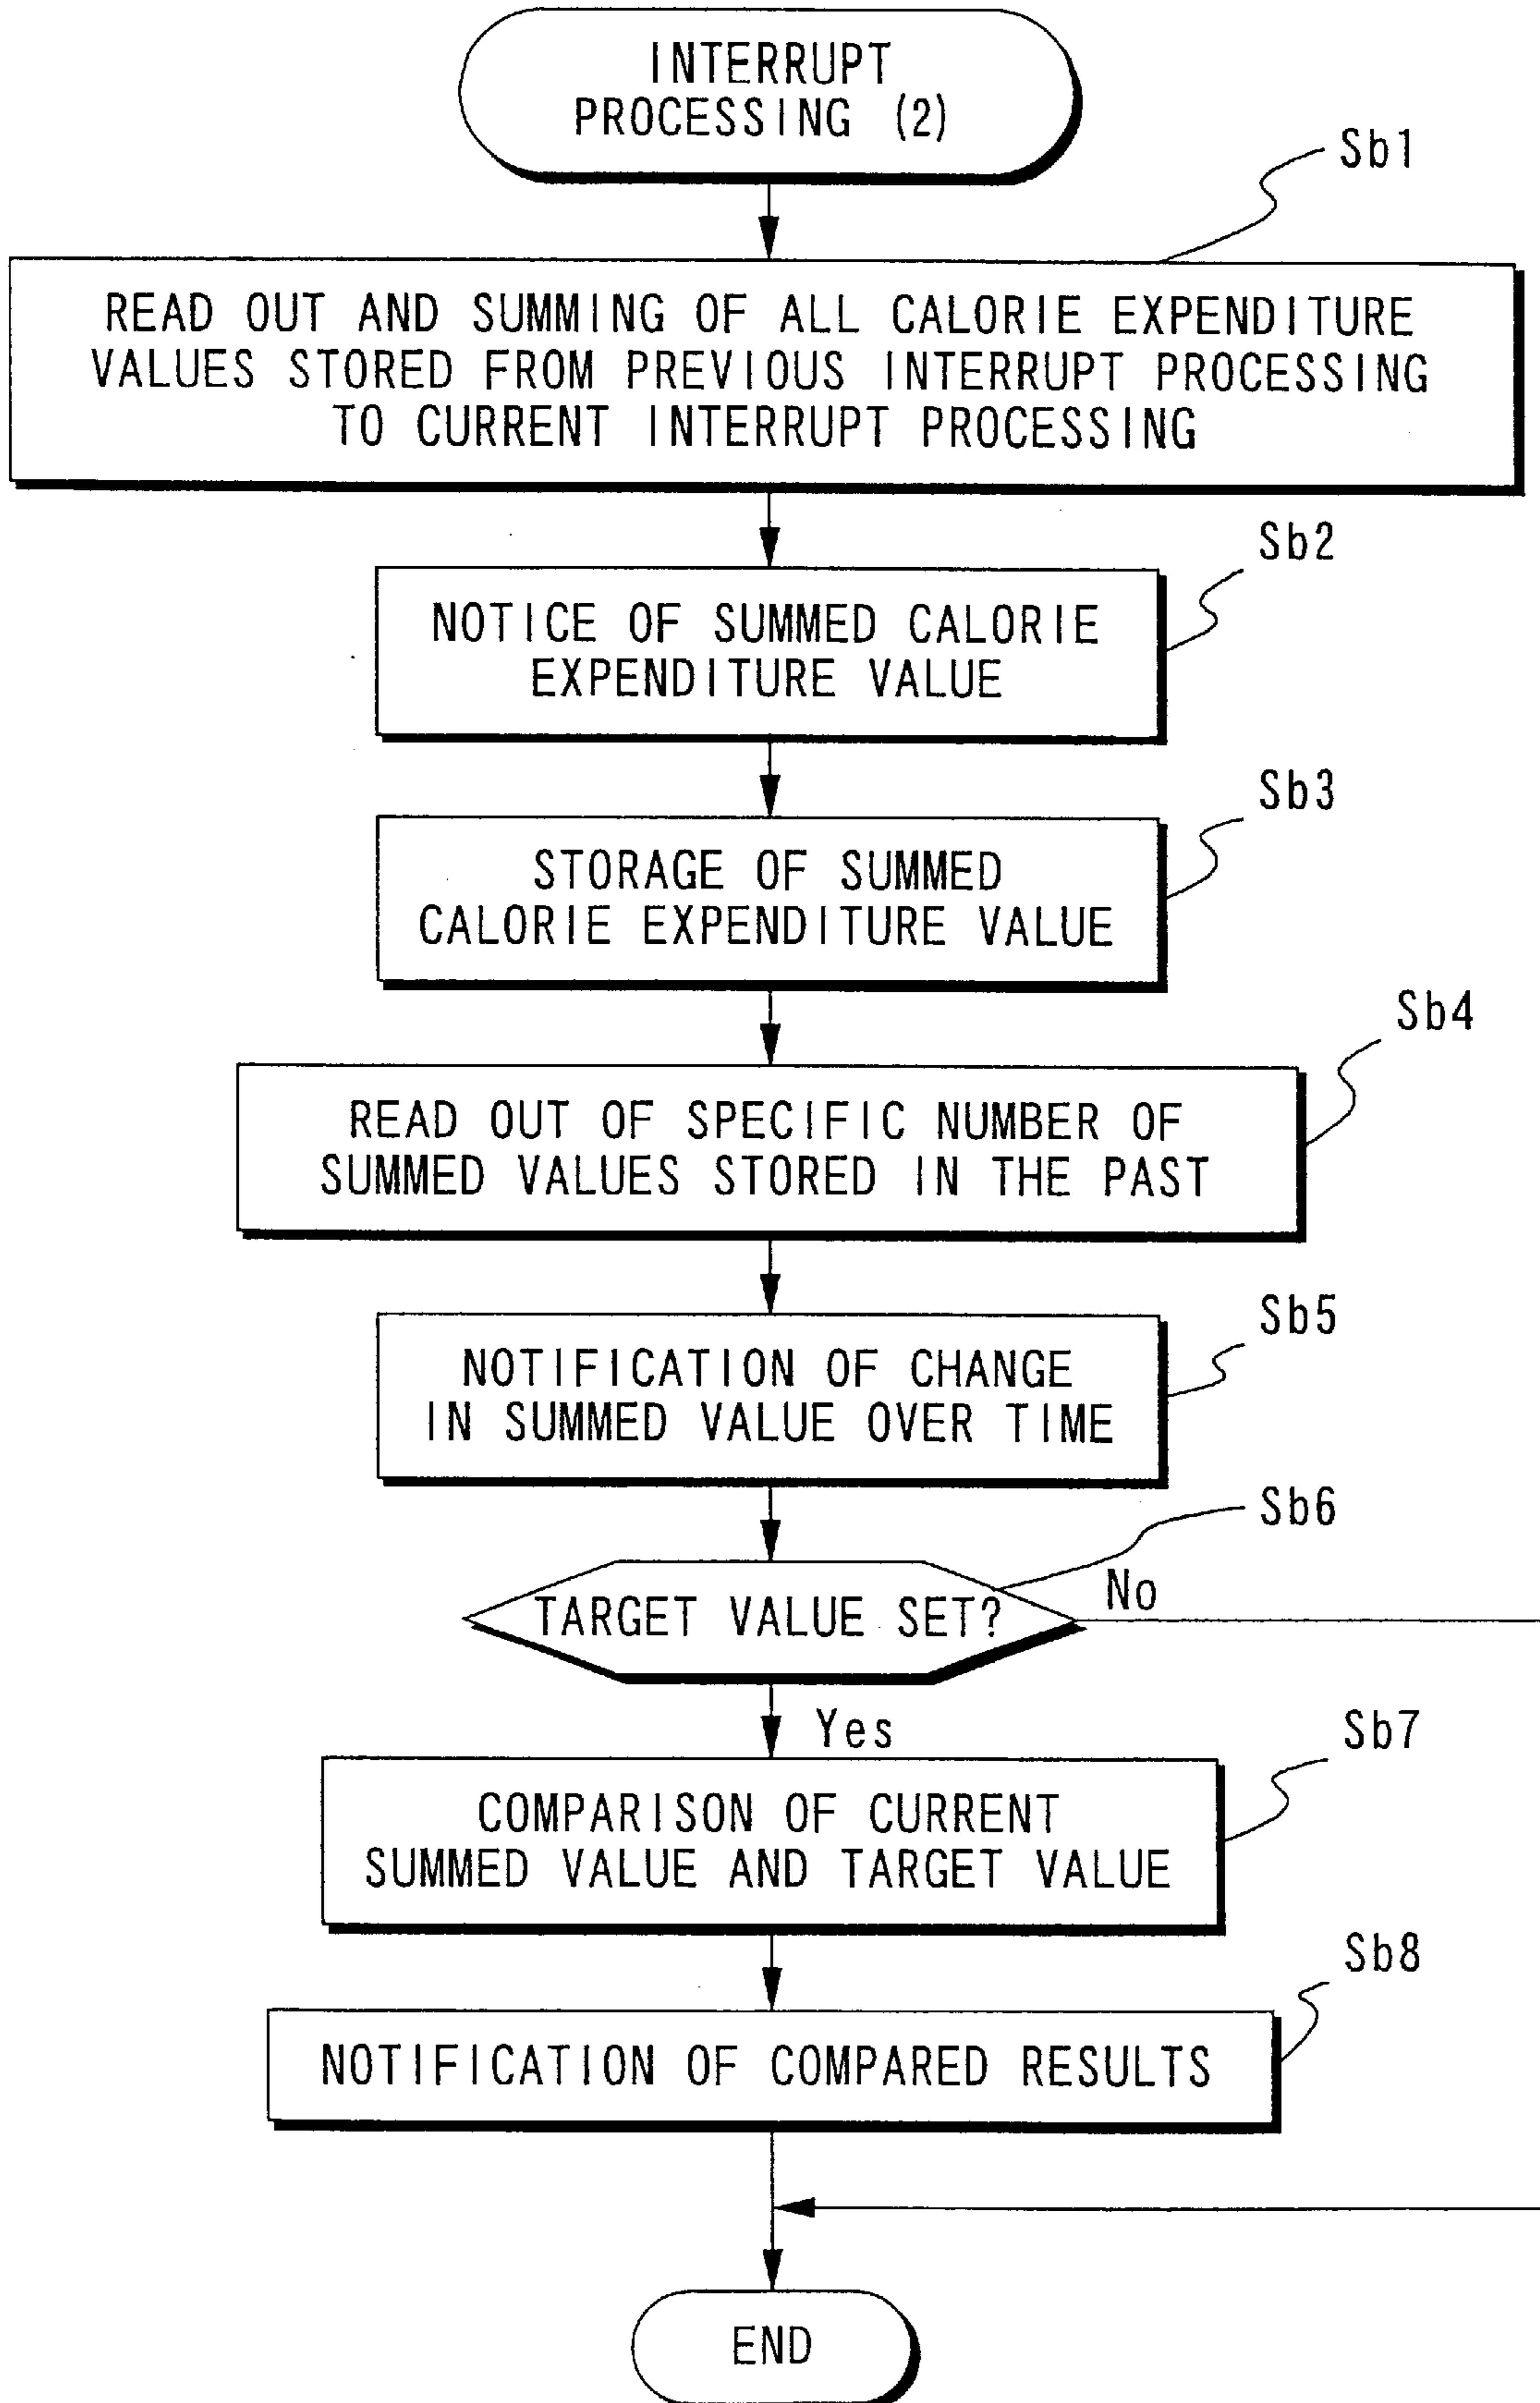 INTERRUPT
PROCESSING (2)
Sb1
READ OUT AND SUMMING OF ALL CALORIE EXPENDITURE
VALUES STORED FROM PREVIOUS INTERRUPT PROCESSING
TO CURRENT INTERRUPT PROCESSING
Sb2
NOTICE OF SUMMED CALORIE
EXPENDITURE VALUE
Sb3
STORAGE OF SUMMED
CALORIE EXPENDITURE VALUE
Sb4
READ OUT OF SPECIFIC NUMBER OF
SUMMED VALUES STORED IN THE PAST
Sb5
NOTIFICATION OF CHANGE
IN SUMMED VALUE OVER TIME
Sb6
TARGET VALUE SET?
No
Yes
Sb7
COMPARISON OF CURRENT
SUMMED VALUE AND TARGET VALUE
Sb8
NOTIFICATION OF COMPARED RESULTS
END